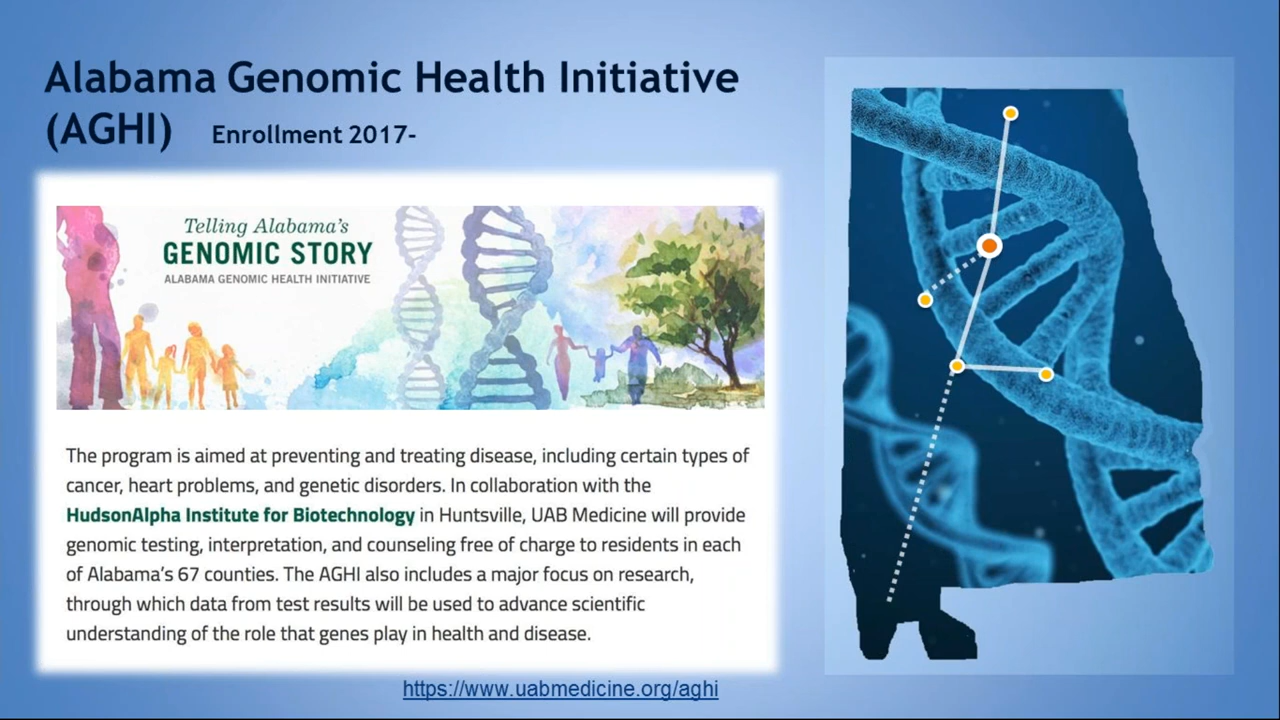 Alabama Genomic Health Initiative
(AGHI) Enrollment 2017-
Telling Alabama's
GENOMIC STORY
ALABAMA GENOMIC HEALTH INITIATIVE
The program is aimed at preventing and treating disease, including certain types of
cancer, heart problems, and genetic disorders. In collaboration with the
HudsonAlpha Institute for Biotechnology in Huntsville, UAB Medicine will provide
genomic testing, interpretation, and counseling free of charge to residents in each
of Alabama's 67 counties. The AGHI also includes a major focus on research,
through which data from test results will be used to advance scientific
understanding of the role that genes play in health and disease.
https://www.uabmedicine.org/aghi